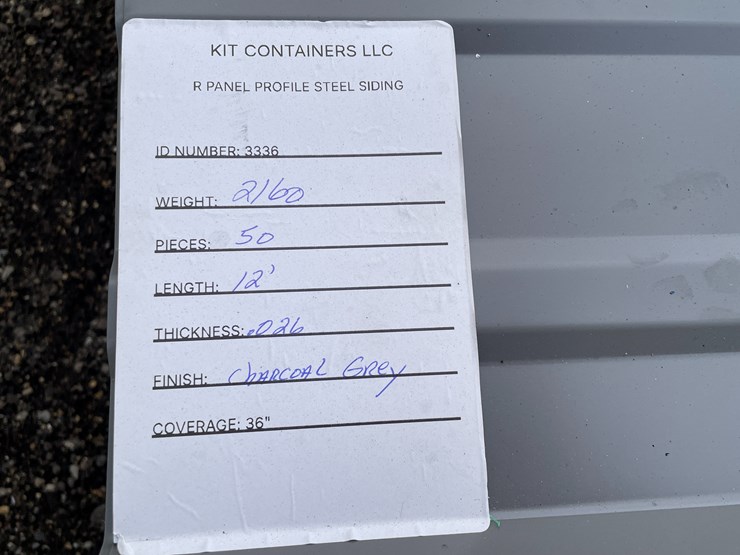 KIT CONTAINERS LLC
R PANEL PROFILE STEEL SIDING
ID NUMBER: 3336
WEIGHT: 2160
PIECES: 50
LENGTH: 12'
THICKNESS: .026
FINISH: ChARCOAL GRey
COVERAGE: 36"